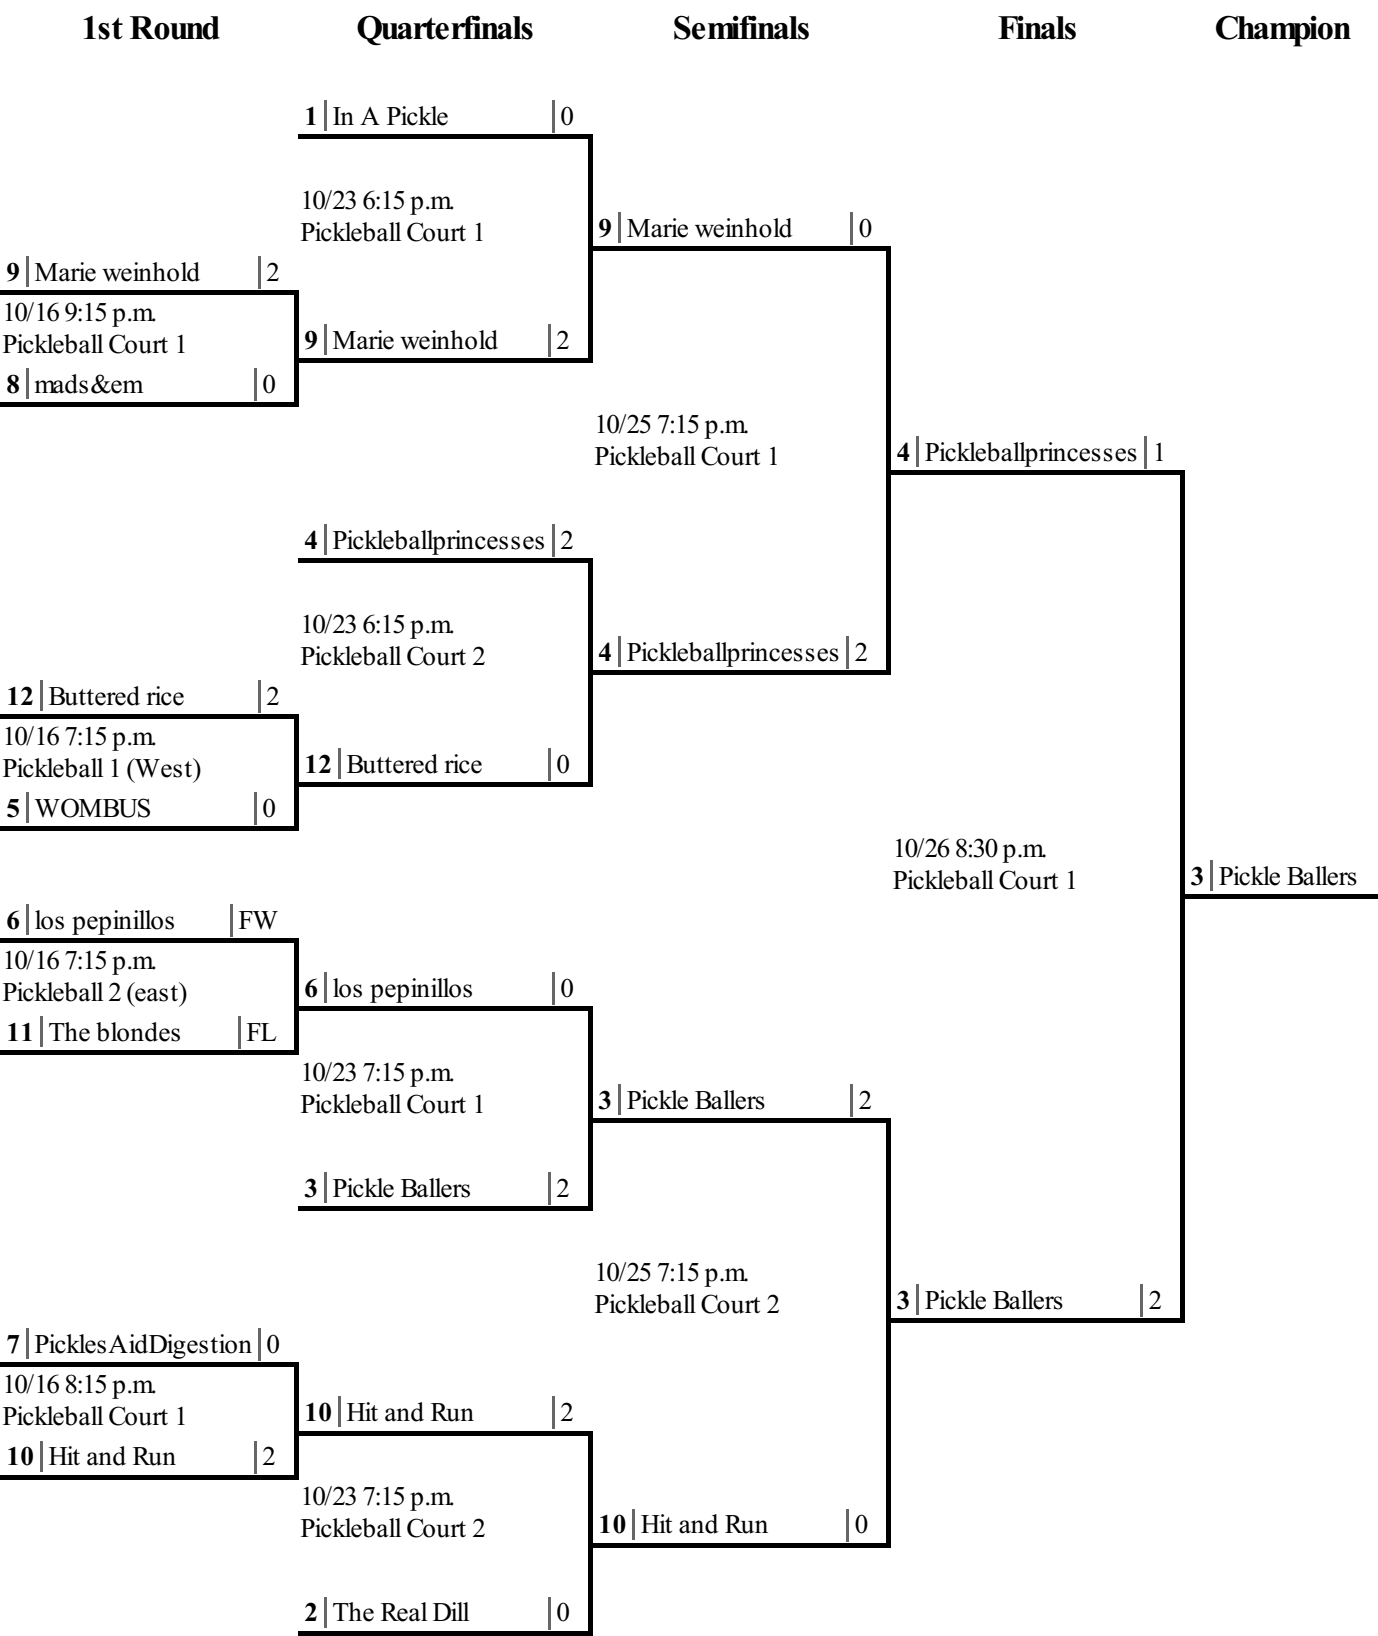 1st Round Quarterfinals Semifinals Finals Champion
1 In A Pickle 0
10/23 6:15 p.m.
Pickleball Court 1
9 Marie weinhold 0
9 Marie weinhold 2
10/16 9:15 p.m.
Pickleball Court 1
9 Marie weinhold 2
8 mads&em 0
10/25 7:15 p.m.
Pickleball Court 1
4 Pickleballprincesses 1
4 Pickleballprincesses 2
10/23 6:15 p.m.
Pickleball Court 2
4 Pickleballprincesses 2
12 Buttered rice 2
10/16 7:15 p.m.
Pickleball 1 (West)
12 Buttered rice 0
5 WOMBUS 0
10/26 8:30 p.m.
Pickleball Court 1
3 Pickle Ballers
6 los pepinillos FW
10/16 7:15 p.m.
Pickleball 2 (east)
6 los pepinillos 0
11 The blondes FL
10/23 7:15 p.m.
Pickleball Court 1
3 Pickle Ballers 2
3 Pickle Ballers 2
10/25 7:15 p.m.
Pickleball Court 2
3 Pickle Ballers 2
7 PicklesAidDigestion 0
10/16 8:15 p.m.
Pickleball Court 1
10 Hit and Run 2
10 Hit and Run 2
10/23 7:15 p.m.
Pickleball Court 2
10 Hit and Run 0
2 The Real Dill 0